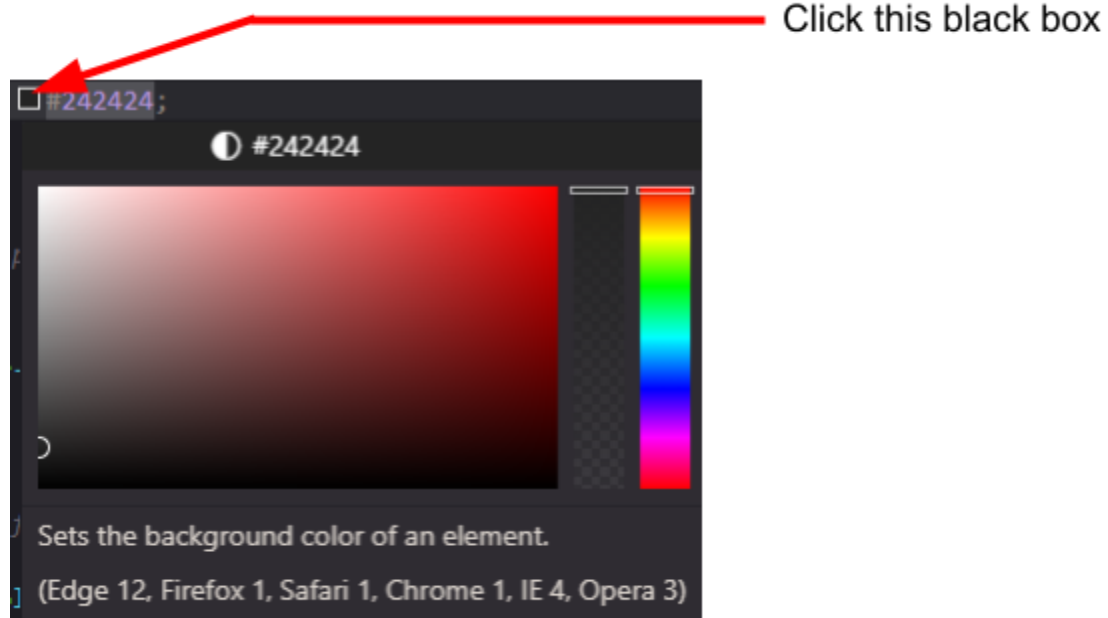 Click this black box
#242424;
#242424
Sets the background color of an element.
(Edge 12, Firefox 1, Safari 1, Chrome 1, IE 4, Opera 3)